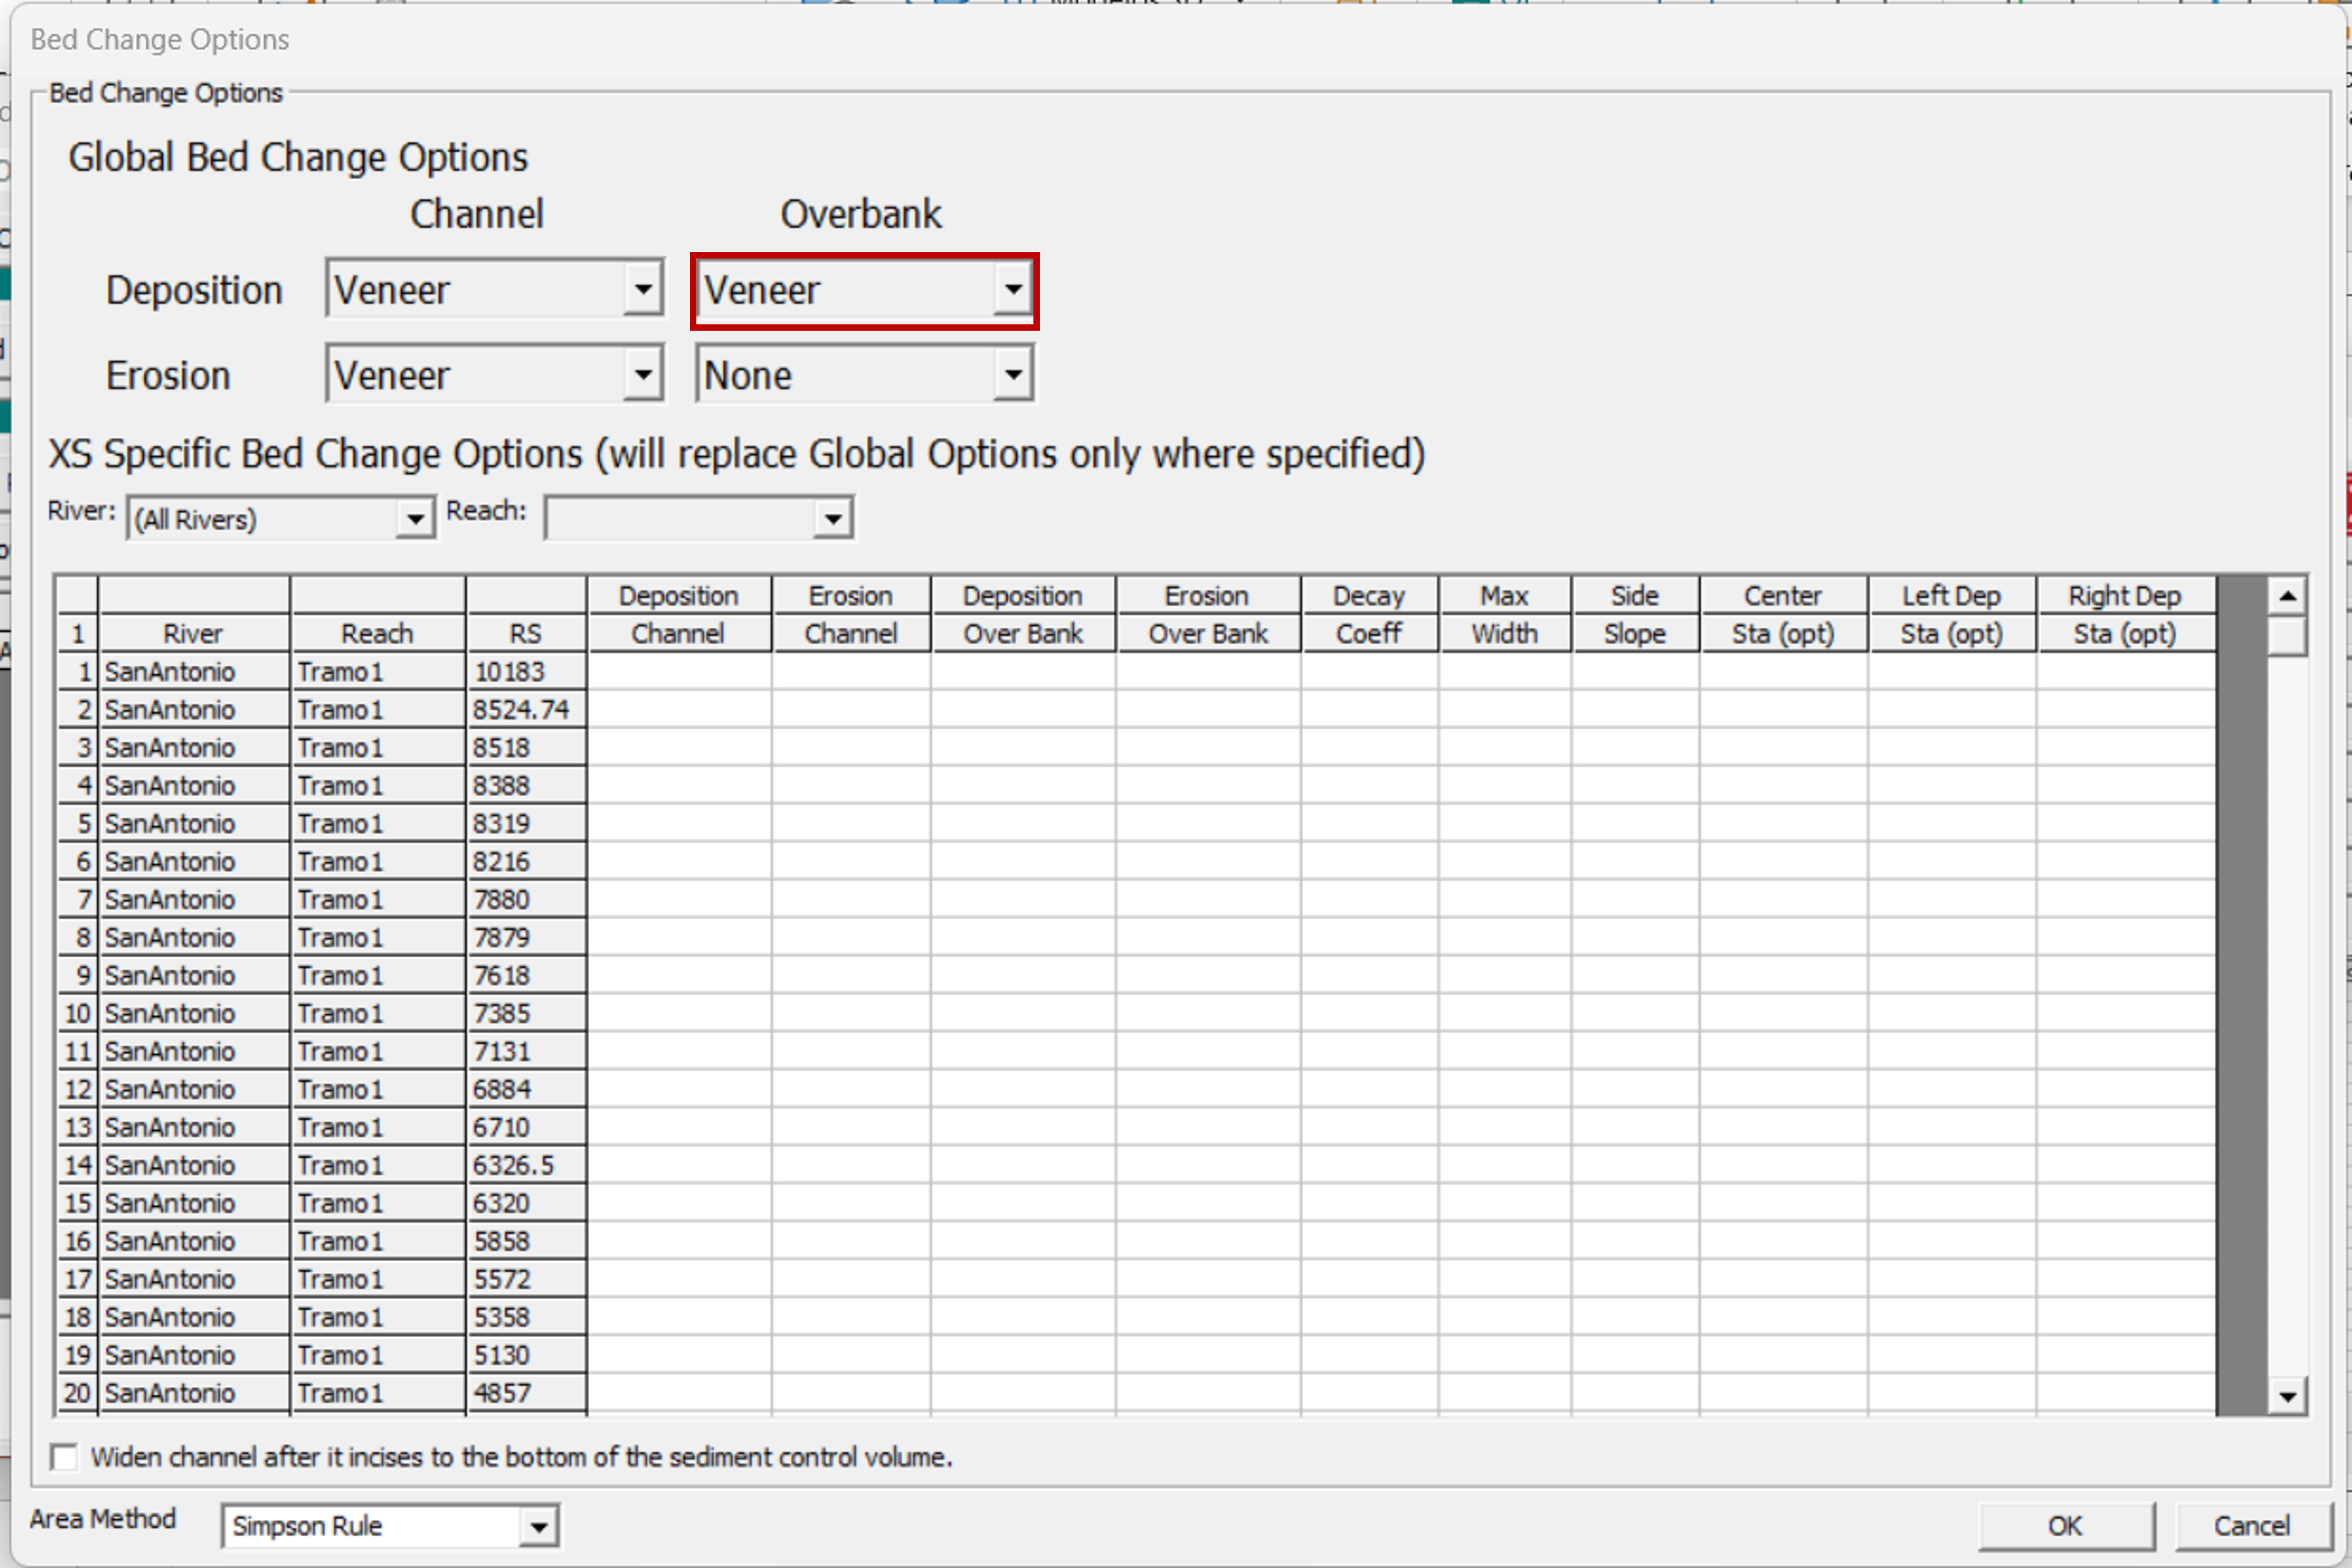 Bed Change Options
Bed Change Options
Global Bed Change Options
Channel Overbank
Deposition Veneer Veneer
Erosion Veneer None
XS Specific Bed Change Options (will replace Global Options only where specified)
River: (All Rivers) Reach:
Deposition Erosion Deposition Erosion Decay Max Side Center Left Dep Right Dep
1 River Reach RS Channel Channel Over Bank Over Bank Coeff Width Slope Sta (opt) Sta (opt) Sta (opt)
1 SanAntonio Tramo1 10183
2 SanAntonio Tramo1 8524.74
3 SanAntonio Tramo1 8518
4 SanAntonio Tramo1 8388
5 SanAntonio Tramo1 8319
6 SanAntonio Tramo1 8216
7 SanAntonio Tramo1 7880
8 SanAntonio Tramo1 7879
9 SanAntonio Tramo1 7618
10 SanAntonio Tramo1 7385
11 SanAntonio Tramo1 7131
12 SanAntonio Tramo1 6884
13 SanAntonio Tramo1 6710
14 SanAntonio Tramo1 6326.5
15 SanAntonio Tramo1 6320
16 SanAntonio Tramo1 5858
17 SanAntonio Tramo1 5572
18 SanAntonio Tramo1 5358
19 SanAntonio Tramo1 5130
20 SanAntonio Tramo1 4857
Widen channel after it incises to the bottom of the sediment control volume.
Area Method Simpson Rule OK Cancel